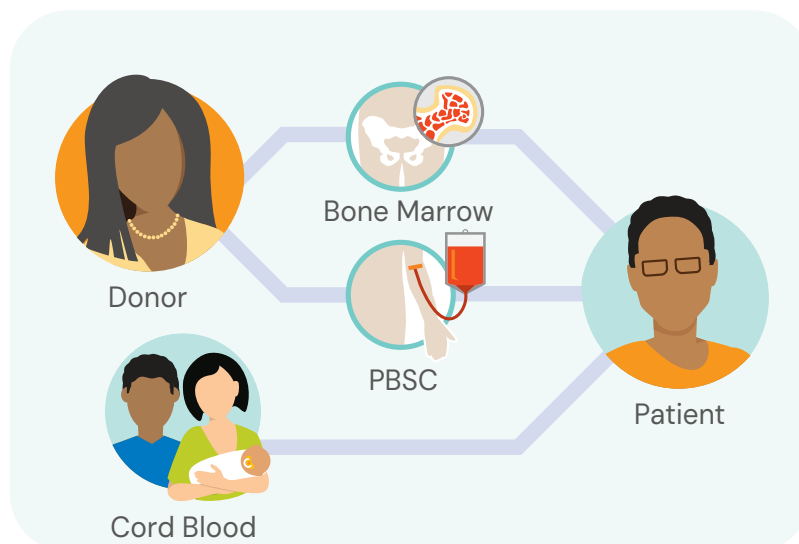 Bone Marrow
Donor
PBSC
Patient
Cord Blood